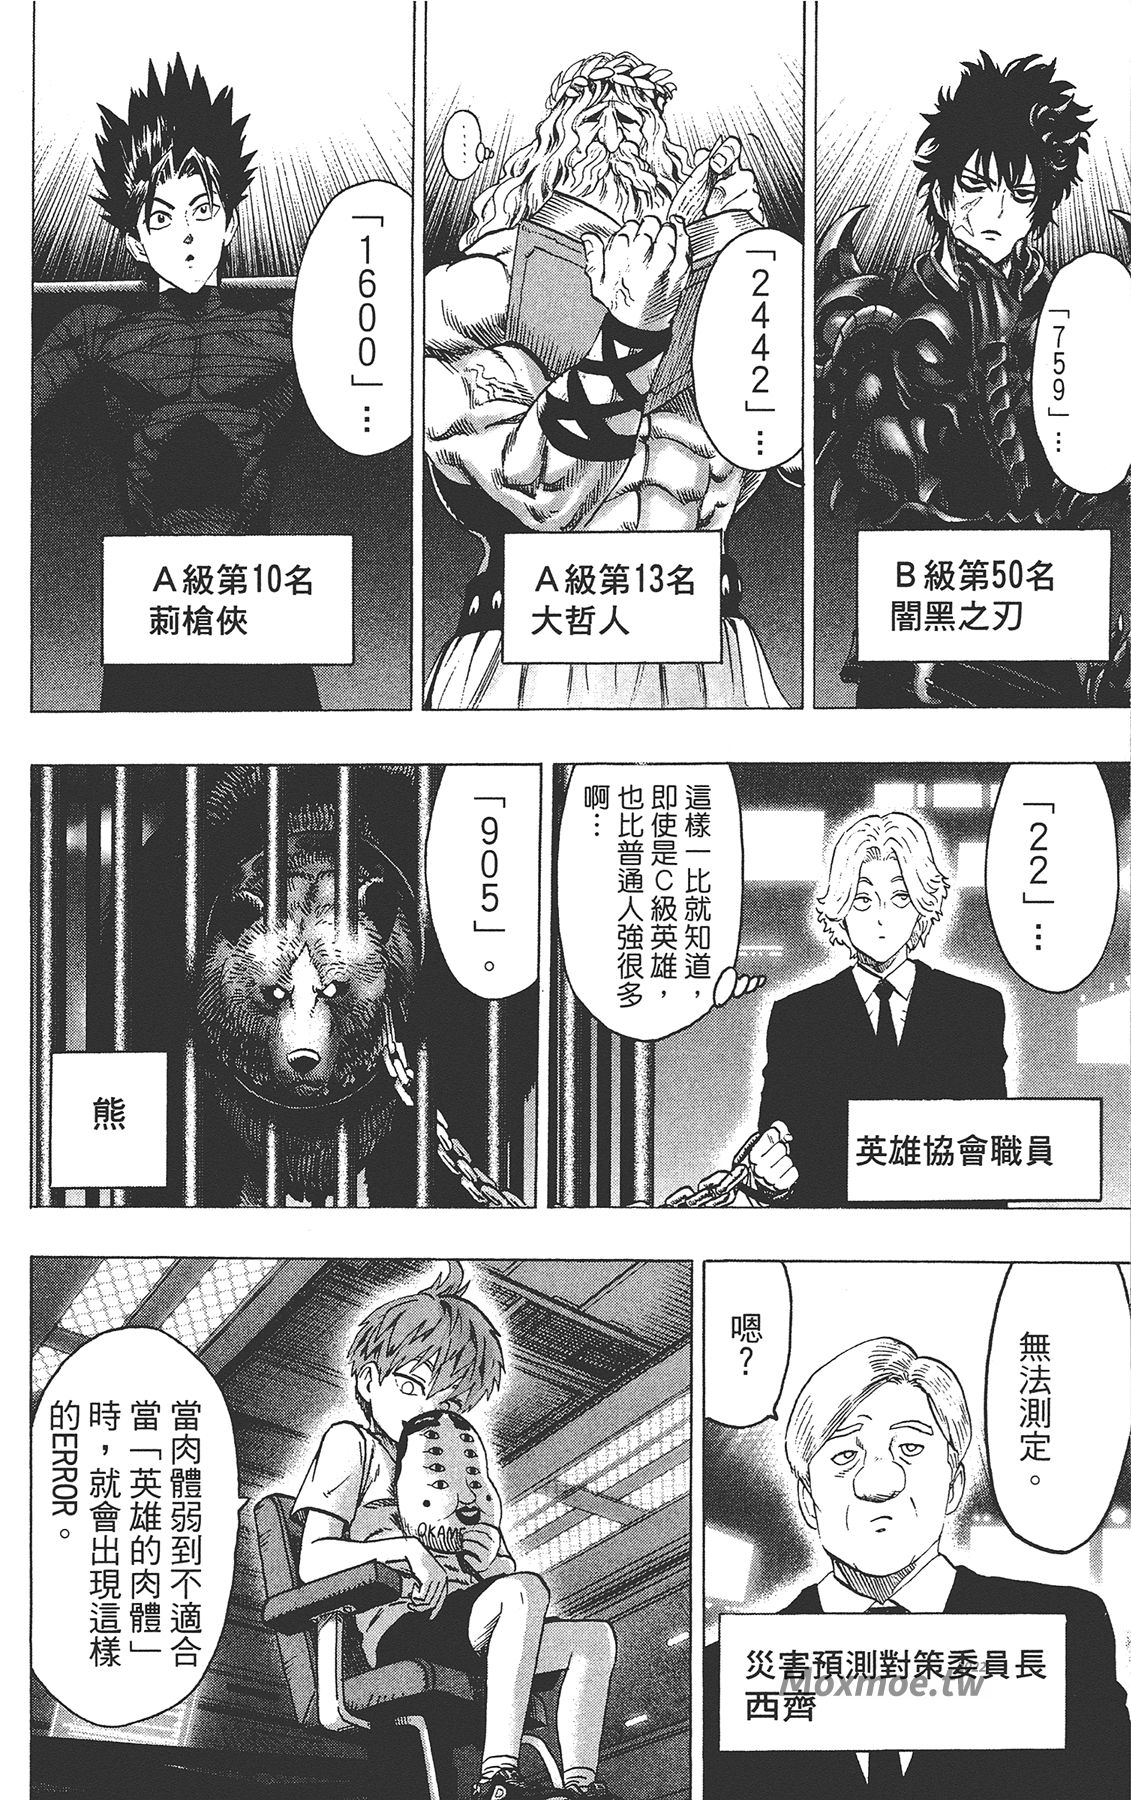 「759」…
B級第50名
闇黑之刃
……
「2442」…
A級第13名
大哲人
「1600」…
A級第10名
莿槍俠
「22」…
這樣一比就知道，
即使是C級英雄，
也比普通人強很多
啊…
英雄協會職員
「905」。
熊
無法測定。
嗯？
災害預測對策委員長
西齊
Moxmoe.tw
當肉體弱到不適合
當「英雄的肉體」
時，就會出現這樣
的ERROR。
OKAME